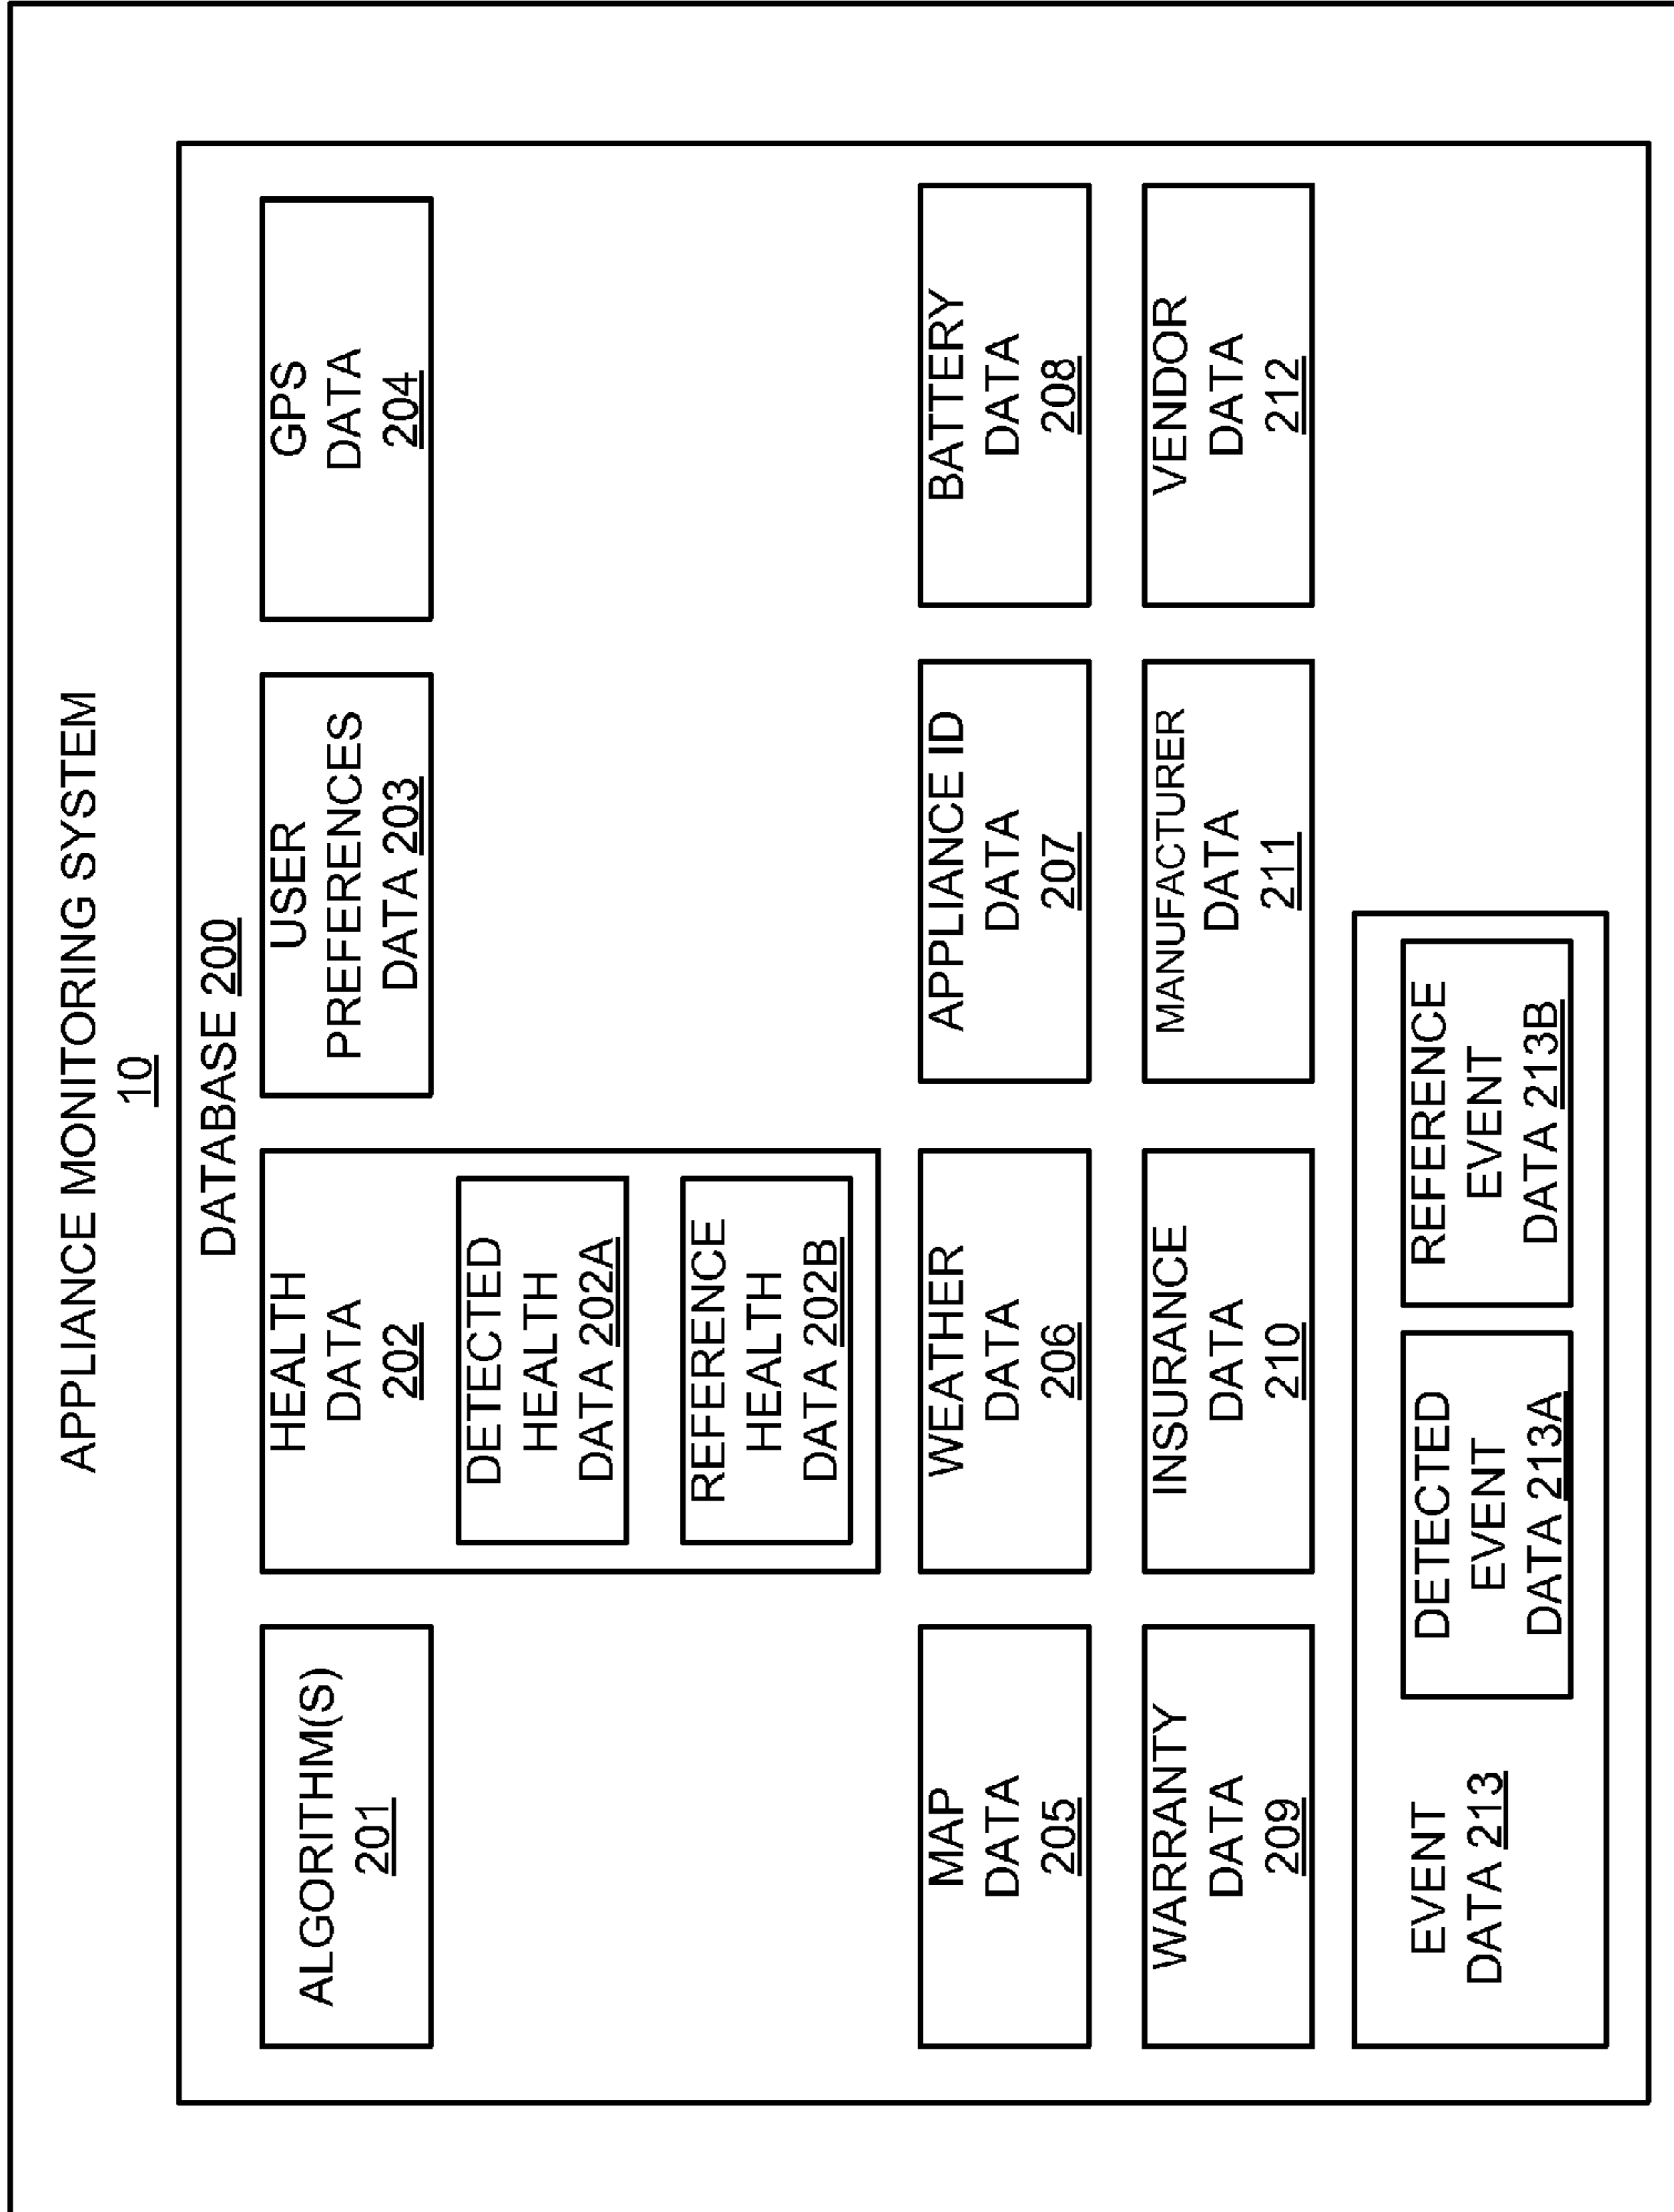 APPLIANCE MONITORING SYSTEM
10
DATABASE 200
ALGORITHM(S)
201
HEALTH
DATA
202
DETECTED
HEALTH
DATA 202A
REFERENCE
HEALTH
DATA 202B
USER
PREFERENCES
DATA 203
GPS
DATA
204
MAP
DATA
205
WEATHER
DATA
206
APPLIANCE ID
DATA
207
BATTERY
DATA
208
WARRANTY
DATA
209
INSURANCE
DATA
210
MANUFACTURER
DATA
211
VENDOR
DATA
212
EVENT
DATA 213
DETECTED
EVENT
DATA 213A
REFERENCE
EVENT
DATA 213B